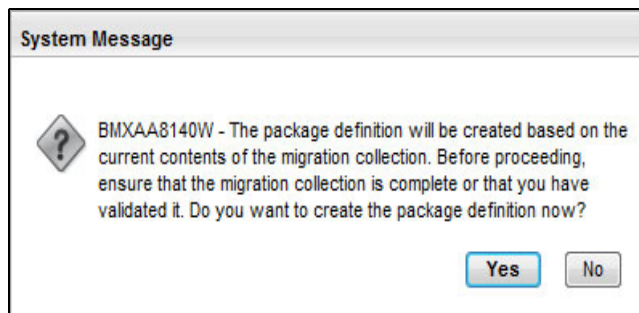 System Message
BMXAA8140W - The package definition will be created based on the
current contents of the migration collection. Before proceeding,
ensure that the migration collection is complete or that you have
validated it. Do you want to create the package definition now?
Yes No